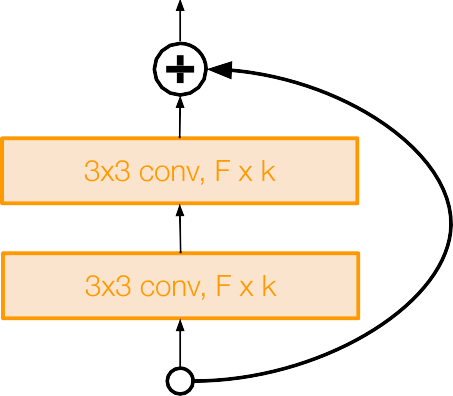 3x3 conv, F x k
3x3 conv, F x k